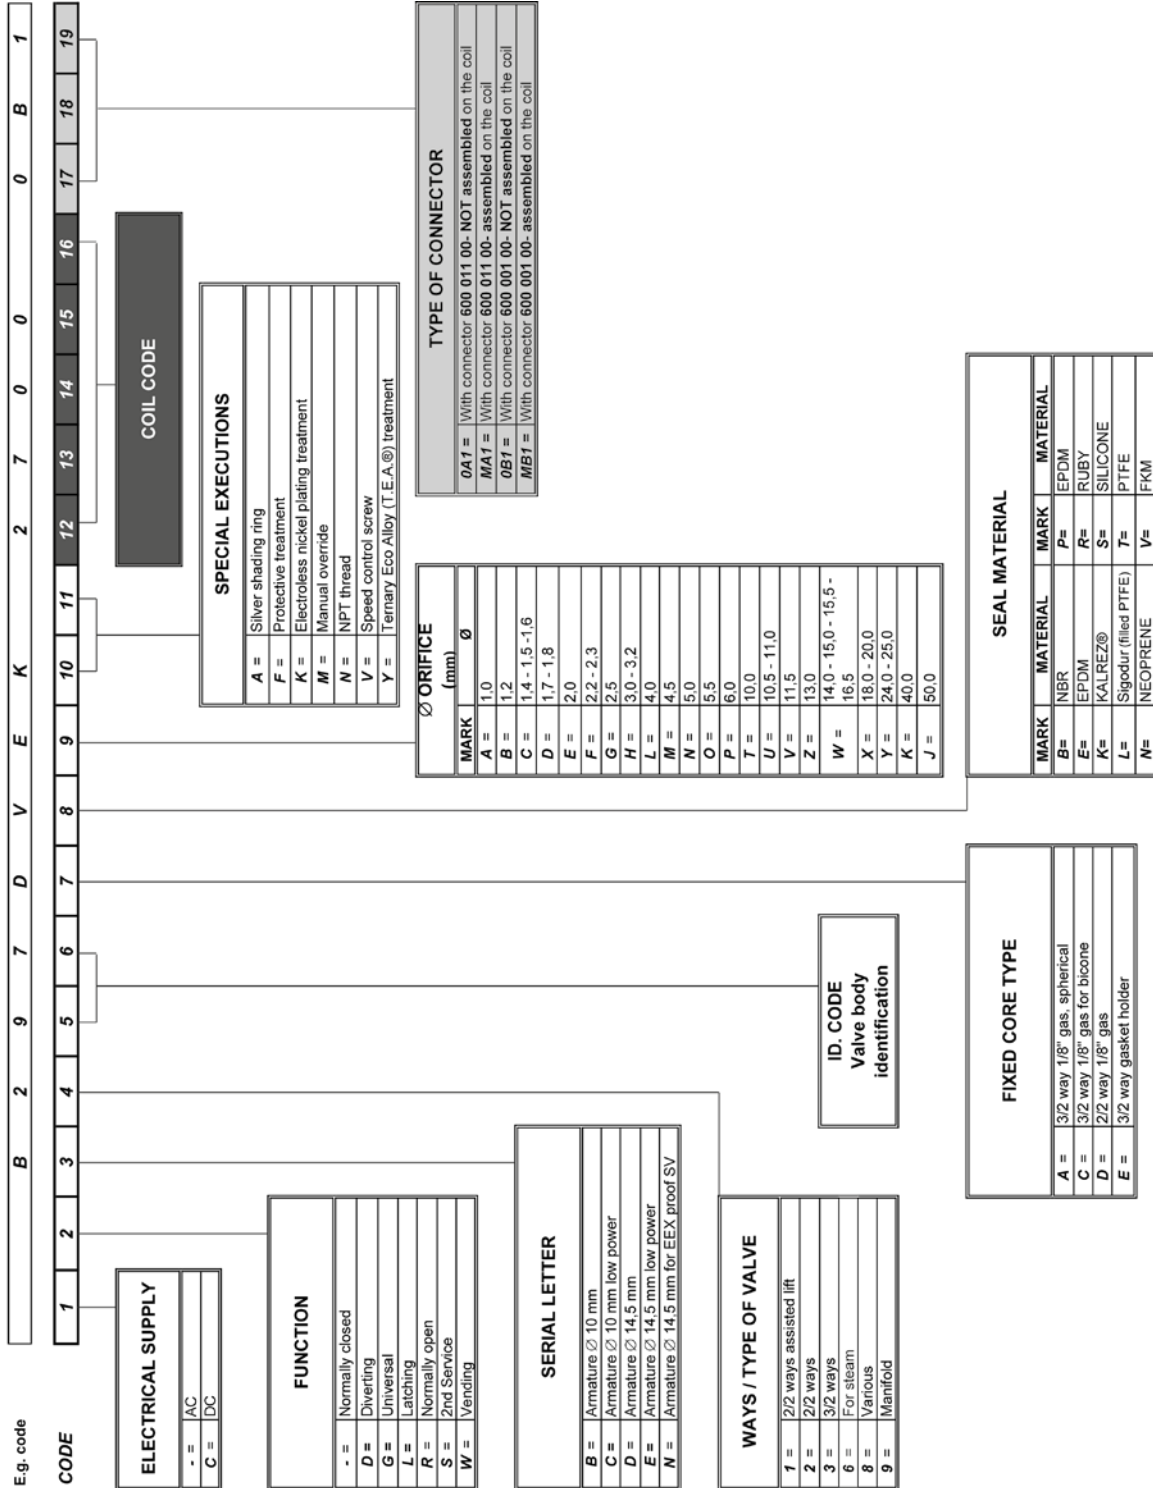 E.g. code B 2 9 7 D V E K 2 7 0 0 0 B 1
CODE 1 2 3 4 5 6 7 8 9 10 11 12 13 14 15 16 17 18 19
ELECTRICAL SUPPLY
- = AC
C = DC
FUNCTION
- = Normally closed
D = Diverting
G = Universal
L = Latching
R = Normally open
S = 2nd Service
W = Vending
SERIAL LETTER
B = Armature ∅ 10 mm
C = Armature ∅ 10 mm low power
D = Armature ∅ 14,5 mm
E = Armature ∅ 14,5 mm low power
N = Armature ∅ 14,5 mm for EEX proof SV
WAYS / TYPE OF VALVE
1 = 2/2 ways assisted lift
2 = 2/2 ways
3 = 3/2 ways
6 = For steam
8 = Various
9 = Manifold
ID. CODE
Valve body
identification
FIXED CORE TYPE
A = 3/2 way 1/8" gas, spherical
C = 3/2 way 1/8" gas for bicone
D = 2/2 way 1/8" gas
E = 3/2 way gasket holder
COIL CODE
SPECIAL EXECUTIONS
A = Silver shading ring
F = Protective treatment
K = Electroless nickel plating treatment
M = Manual override
N = NPT thread
V = Speed control screw
Y = Ternary Eco Alloy (T.E.A.®) treatment
∅ ORIFICE
(mm)
MARK Ø
A = 1,0
B = 1,2
C = 1,4 - 1,5 -1,6
D = 1,7 - 1,8
E = 2,0
F = 2,2 - 2,3
G = 2,5
H = 3,0 - 3,2
L = 4,0
M = 4,5
N = 5,0
O = 5,5
P = 6,0
T = 10,0
U = 10,5 - 11,0
V = 11,5
Z = 13,0
W = 14,0 - 15,0 - 15,5 -
16,5
X = 18,0 - 20,0
Y = 24,0 - 25,0
K = 40,0
J = 50,0
TYPE OF CONNECTOR
0A1 = With connector 600 011 00- NOT assembled on the coil
MA1 = With connector 600 011 00- assembled on the coil
0B1 = With connector 600 001 00- NOT assembled on the coil
MB1 = With connector 600 001 00- assembled on the coil
SEAL MATERIAL
MARK MATERIAL MARK MATERIAL
B= NBR P= EPDM
E= EPDM R= RUBY
K= KALREZ® S= SILICONE
L= Sigodur (filled PTFE) T= PTFE
N= NEOPRENE V= FKM